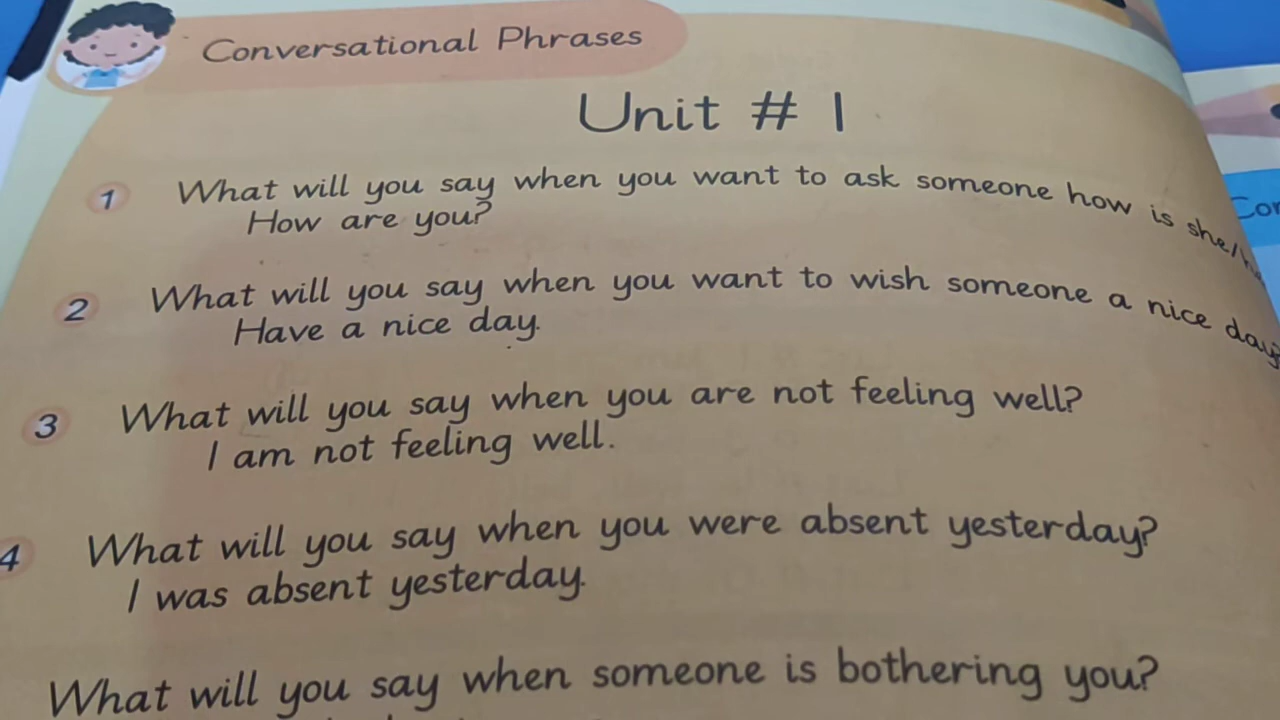 Conversational Phrases
Unit # 1
1 What will you say when you want to ask someone how is she/
How are you?
2 What will you say when you want to wish someone a nice day?
Have a nice day.
3 What will you say when you are not feeling well?
I am not feeling well.
4 What will you say when you were absent yesterday?
I was absent yesterday.
What will you say when someone is bothering you?